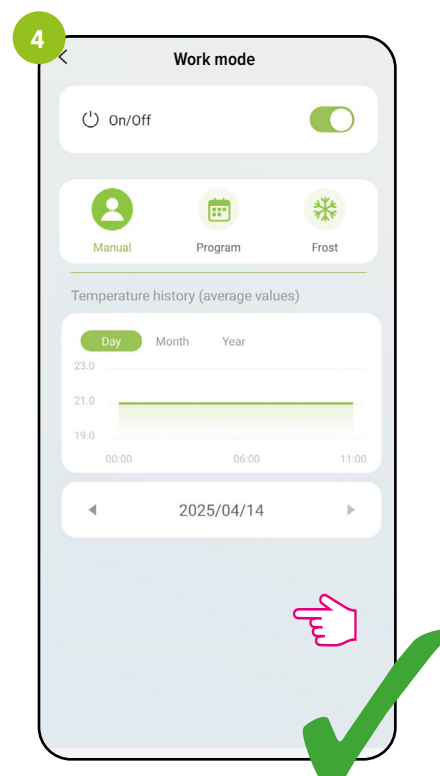 4
Work mode
On/Off
Manual Program Frost
Temperature history (average values)
Day Month Year
23.0
21.0
19.0
00:00 06:00 11:00
2025/04/14